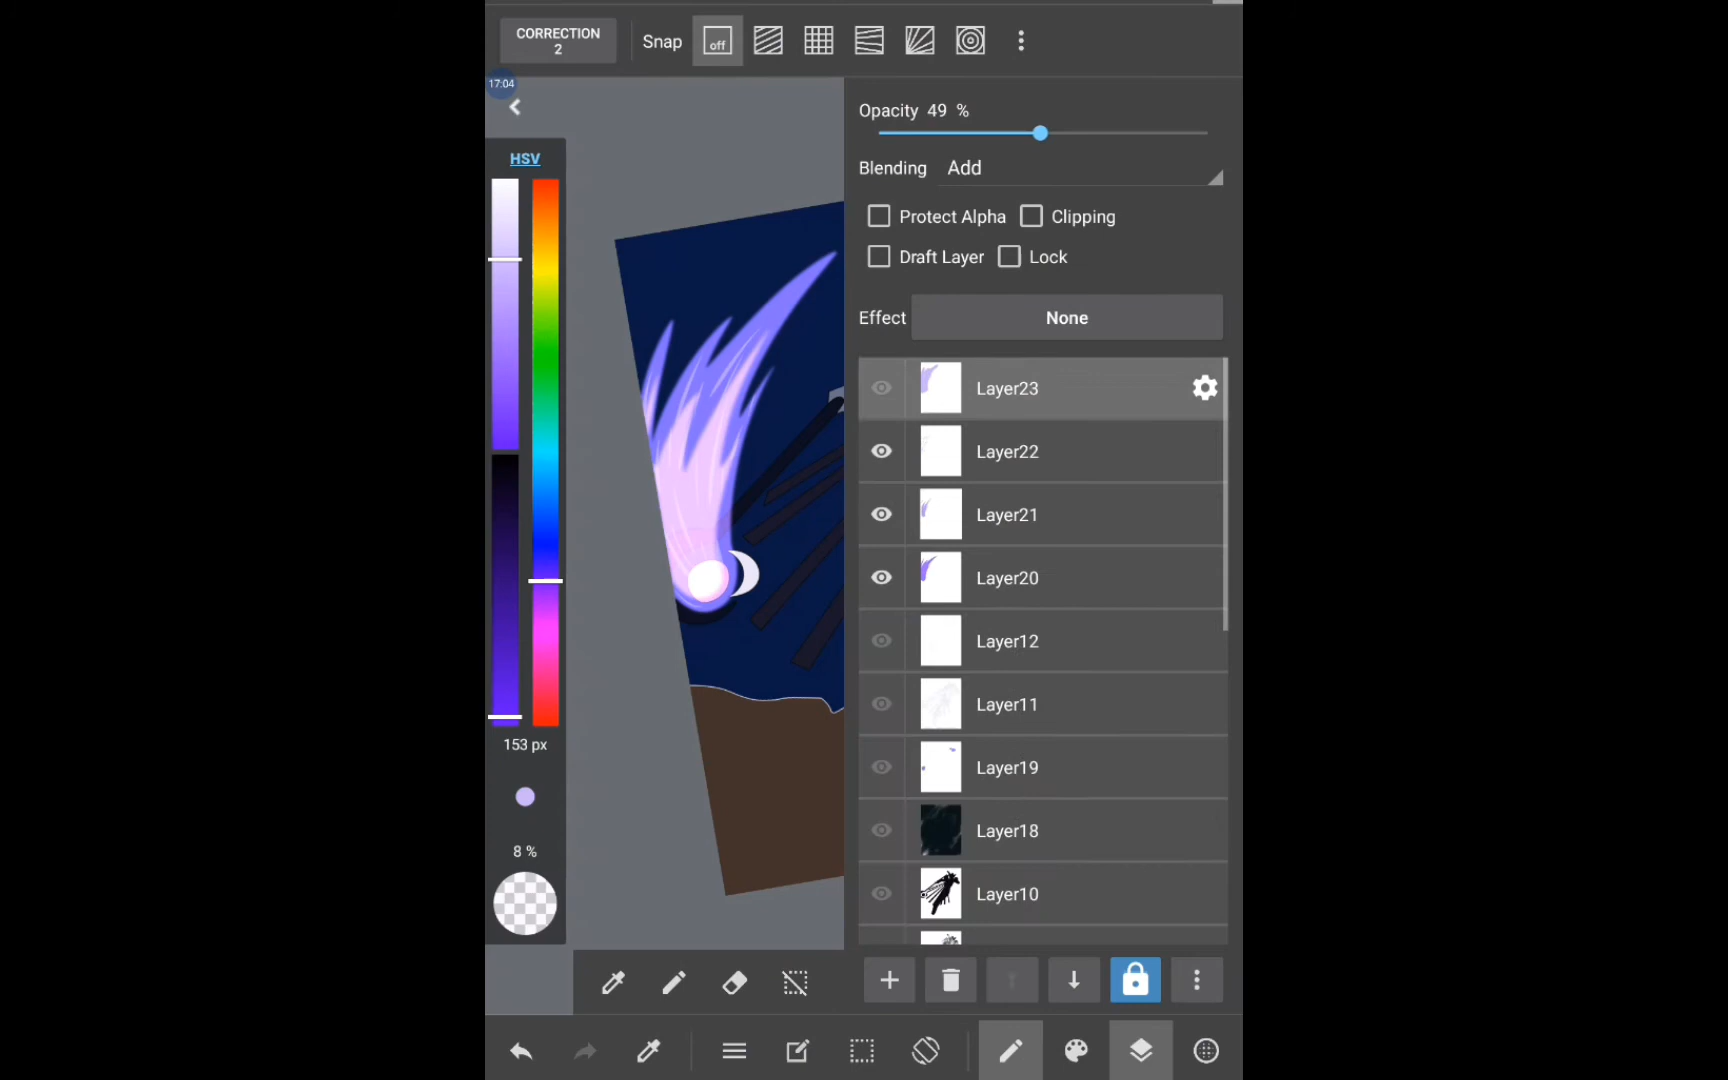 CORRECTION
2
Snap
off
17:04
Opacity 49 %
HSV
Blending Add
Protect Alpha Clipping
Draft Layer Lock
Effect None
Layer23
Layer22
Layer21
Layer20
Layer12
Layer11
Layer19
Layer18
Layer10
153 px
8 %